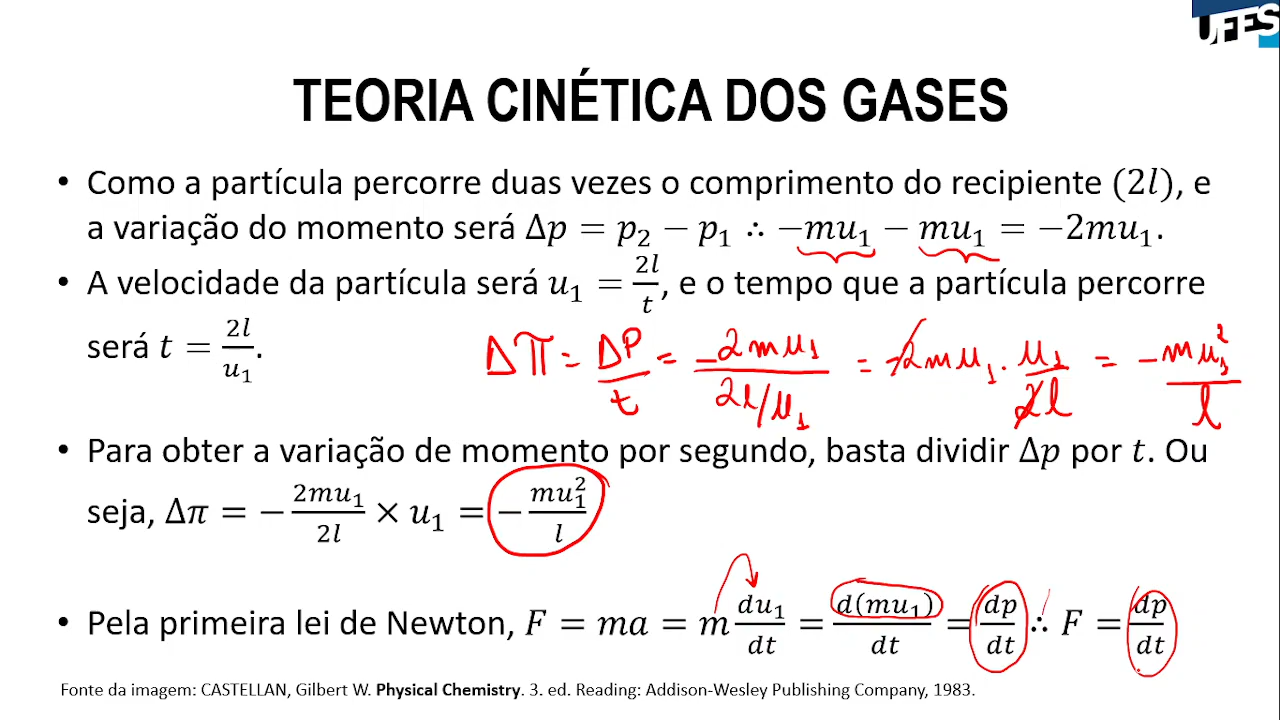 UFES
TEORIA CINÉTICA DOS GASES
• Como a partícula percorre duas vezes o comprimento do recipiente (2l), e
a variação do momento será Δp = p₂ − p₁ ∴ −mu₁ − mu₁ = −2mu₁.
• A velocidade da partícula será u₁ = 2l/t, e o tempo que a partícula percorre
será t = 2l/u₁.
Δπ = ΔP/t = −2mu₁/(2l/u₁) = −2mu₁ · u₁/2l = −mu₁²/l
• Para obter a variação de momento por segundo, basta dividir Δp por t. Ou
seja, Δπ = − 2mu₁/2l × u₁ = − mu₁²/l
• Pela primeira lei de Newton, F = ma = m du₁/dt = d(mu₁)/dt = dp/dt ∴ F = dp/dt
Fonte da imagem: CASTELLAN, Gilbert W. Physical Chemistry. 3. ed. Reading: Addison-Wesley Publishing Company, 1983.